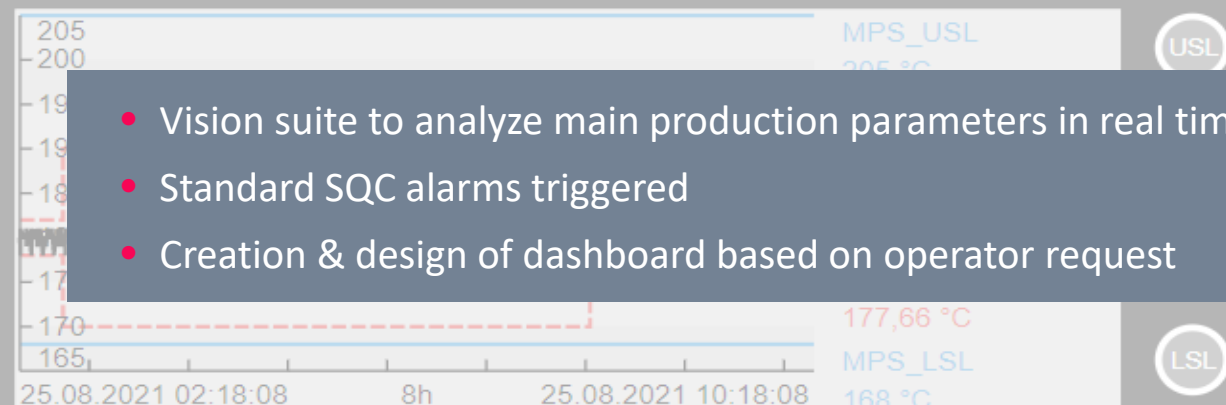 205
MPS_USL
USL
200
205 °C
• Vision suite to analyze main production parameters in real tim
• Standard SQC alarms triggered
• Creation & design of dashboard based on operator request
170
177,66 °C
165
MPS_LSL
LSL
25.08.2021 02:18:08 8h 25.08.2021 10:18:08
168 °C